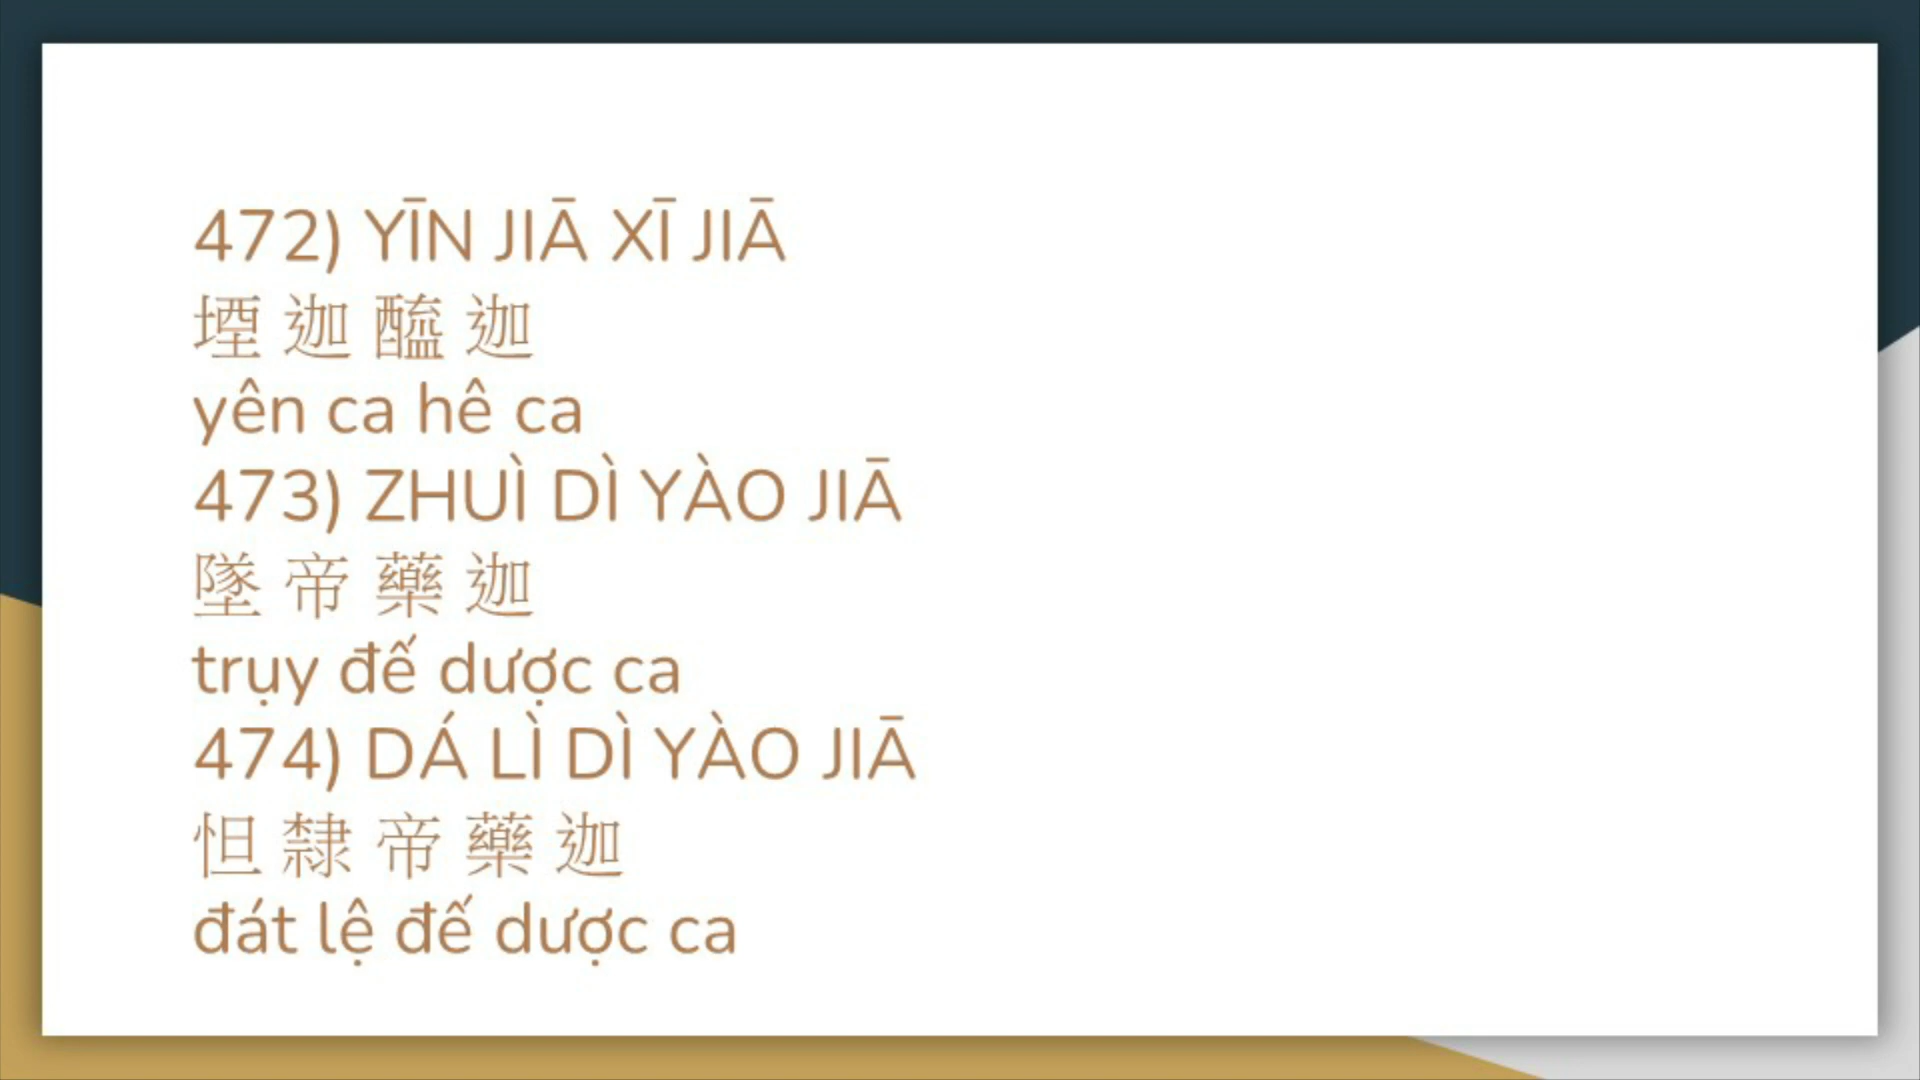 472) YĪN JIĀ XĪ JIĀ
堙 迦 醯 迦
yên ca hê ca
473) ZHUÌ DÌ YÀO JIĀ
墜 帝 藥 迦
trụy đế dược ca
474) DÁ LÌ DÌ YÀO JIĀ
怛 隸 帝 藥 迦
đát lệ đế dược ca